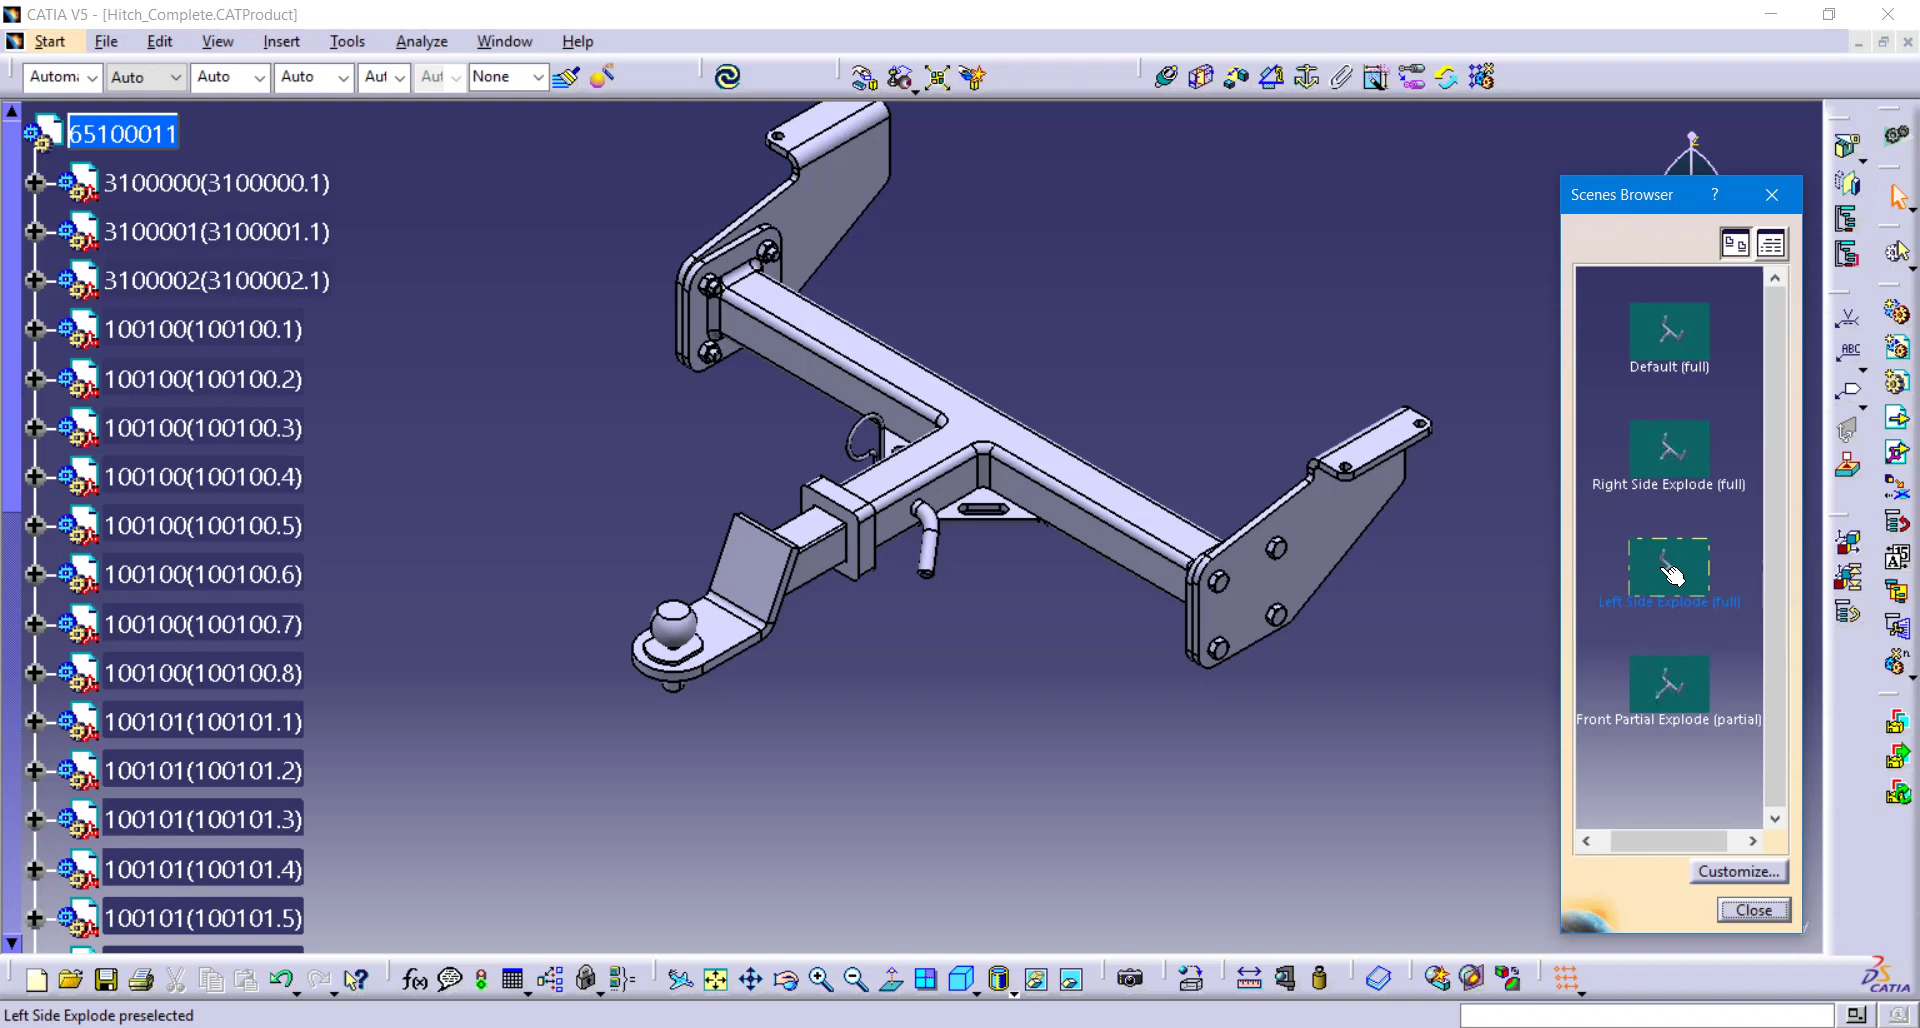 CATIA V5 - [Hitch_Complete.CATProduct]
Start File Edit View Insert Tools Analyze Window Help
Automa Auto Auto Auto Aut Aut None
65100011
3100000(3100000.1)
3100001(3100001.1)
3100002(3100002.1)
100100(100100.1)
100100(100100.2)
100100(100100.3)
100100(100100.4)
100100(100100.5)
100100(100100.6)
100100(100100.7)
100100(100100.8)
100101(100101.1)
100101(100101.2)
100101(100101.3)
100101(100101.4)
100101(100101.5)
z
Scenes Browser ?
Default (full)
Right Side Explode (full)
Left Side Explode (full)
Front Partial Explode (partial)
Customize...
Close
ABC
f(x)
CATIA
Left Side Explode preselected